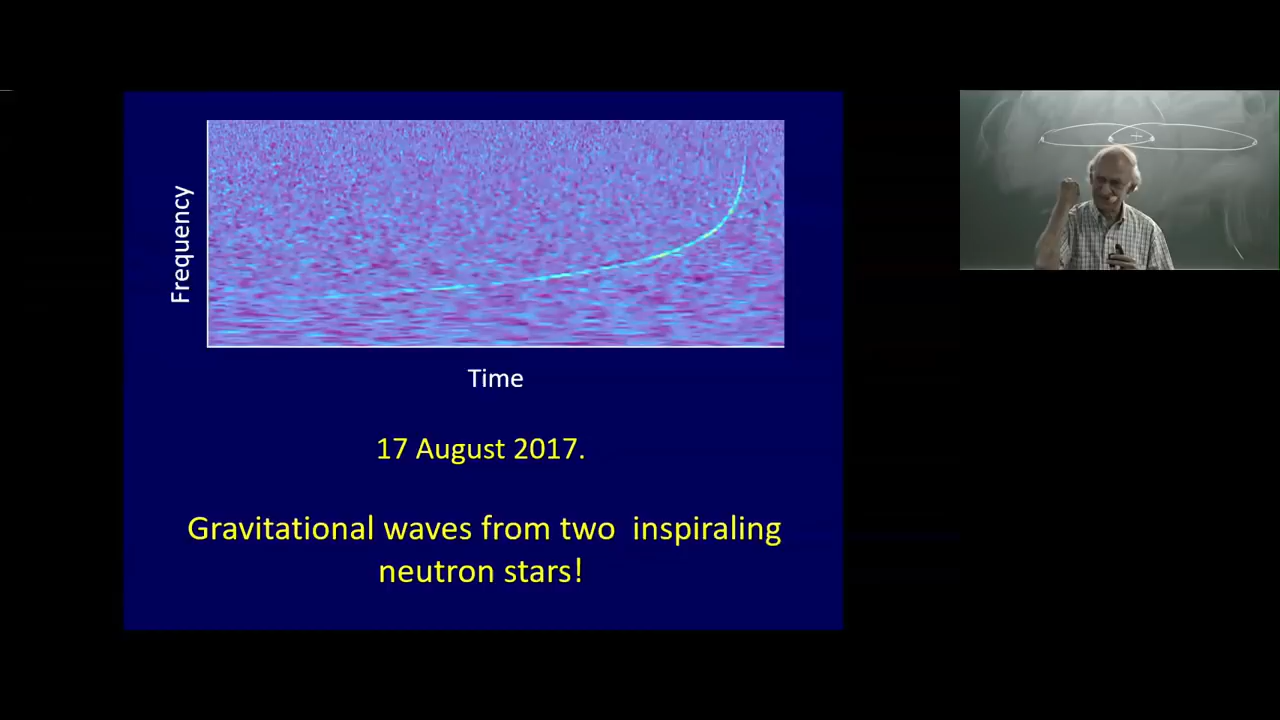 Frequency
Time
17 August 2017.
Gravitational waves from two inspiraling
neutron stars!